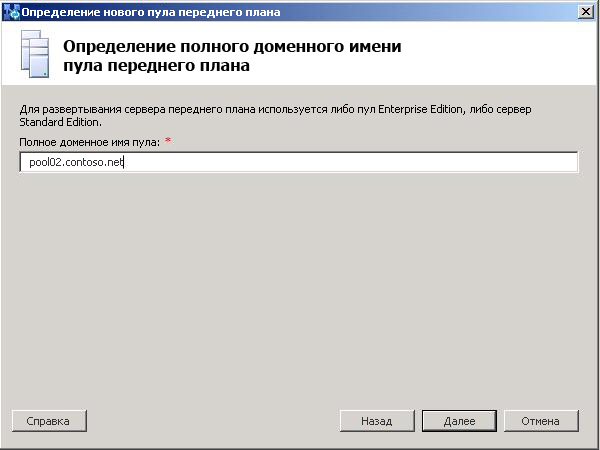 Определение нового пула переднего плана
Определение полного доменного имени
пула переднего плана
Для развертывания сервера переднего плана используется либо пул Enterprise Edition, либо сервер
Standard Edition.
Полное доменное имя пула: *
pool02.contoso.net
Справка
Назад
Далее
Отмена